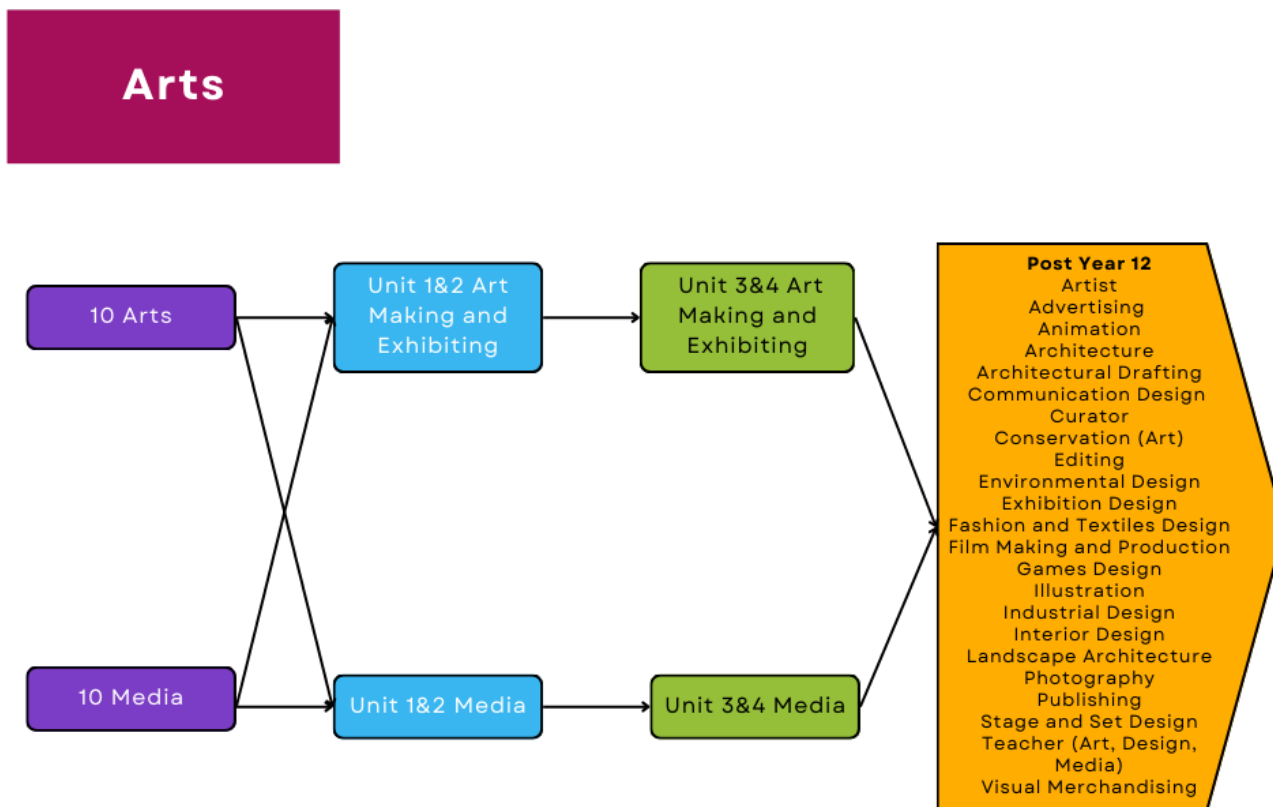 Arts
10 Arts
Unit 1&2 Art
Making and
Exhibiting
Unit 3&4 Art
Making and
Exhibiting
10 Media
Unit 1&2 Media
Unit 3&4 Media
Post Year 12
Artist
Advertising
Animation
Architecture
Architectural Drafting
Communication Design
Curator
Conservation (Art)
Editing
Environmental Design
Exhibition Design
Fashion and Textiles Design
Film Making and Production
Games Design
Illustration
Industrial Design
Interior Design
Landscape Architecture
Photography
Publishing
Stage and Set Design
Teacher (Art, Design,
Media)
Visual Merchandising